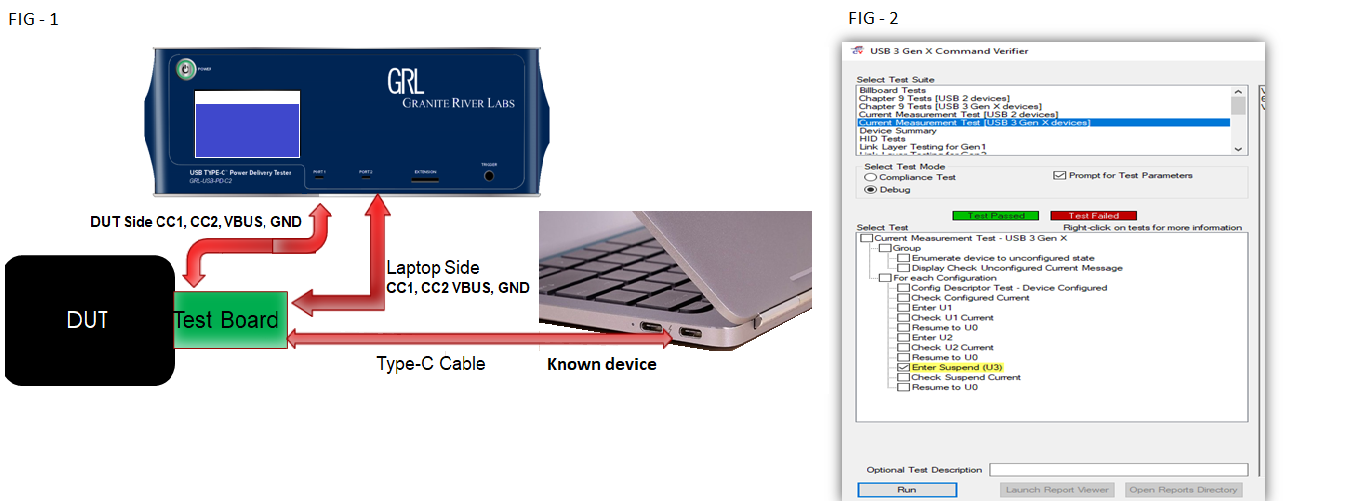 FIG - 1
POWER
GRL
GRANITE RIVER LABS
USB TYPE-C Power Delivery Tester
GRL-USB-PD-C2
PORT 1
PORT 2
EXTENSION
TRIGGER
DUT Side CC1, CC2, VBUS, GND
Laptop Side
CC1, CC2 VBUS, GND
DUT
Test Board
Type-C Cable
Known device
FIG - 2
USB 3 Gen X Command Verifier
Select Test Suite
Billboard Tests
Chapter 9 Tests [USB 2 devices]
Chapter 9 Tests [USB 3 Gen X devices]
Current Measurement Test [USB 2 devices]
Current Measurement Test [USB 3 Gen X devices]
Device Summary
HID Tests
Link Layer Testing for Gen1
Link Layer Testing for Gen2
Select Test Mode
Compliance Test
Debug
Prompt for Test Parameters
Test Passed
Test Failed
Select Test
Right-click on tests for more information
Current Measurement Test - USB 3 Gen X
Group
Enumerate device to unconfigured state
Display Check Unconfigured Current Message
For each Configuration
Config Descriptor Test - Device Configured
Check Configured Current
Enter U1
Check U1 Current
Resume to U0
Enter U2
Check U2 Current
Resume to U0
Enter Suspend (U3)
Check Suspend Current
Resume to U0
Optional Test Description
Run
Launch Report Viewer
Open Reports Directory